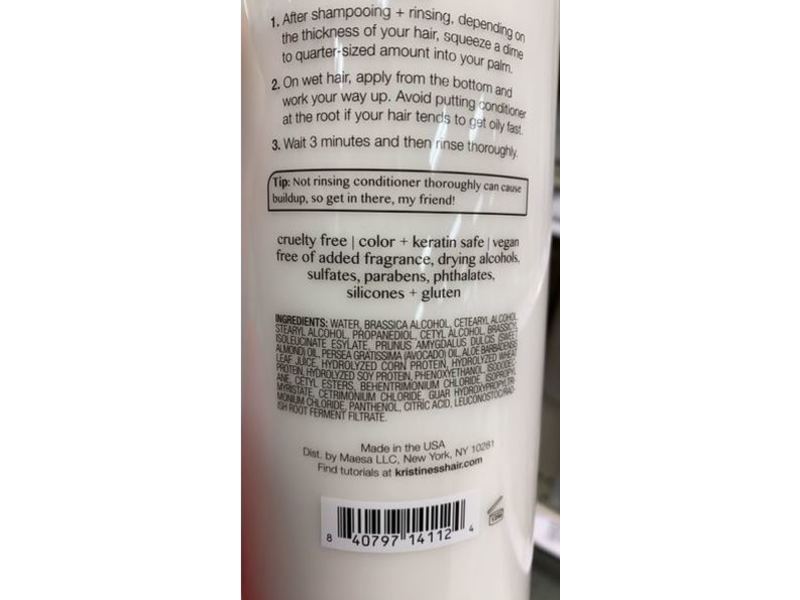 1. After shampooing + rinsing, depending on
the thickness of your hair, squeeze a dime
to quarter-sized amount into your palm.
2. On wet hair, apply from the bottom and
work your way up. Avoid putting conditioner
at the root if your hair tends to get oily fast.
3. Wait 3 minutes and then rinse thoroughly.
Tip: Not rinsing conditioner thoroughly can cause
buildup, so get in there, my friend!
cruelty free | color + keratin safe | vegan
free of added fragrance, drying alcohols,
sulfates, parabens, phthalates,
silicones + gluten
INGREDIENTS: WATER, BRASSICA ALCOHOL, CETEARYL ALCOHOL,
STEARYL ALCOHOL, PROPANEDIOL, CETYL ALCOHOL, BRASSICYL
ISOLEUCINATE ESYLATE, PRUNUS AMYGDALUS DULCIS (SWEET
ALMOND) OIL, PERSEA GRATISSIMA (AVOCADO) OIL, ALOE BARBADENSIS
LEAF JUICE, HYDROLYZED CORN PROTEIN, HYDROLYZED WHEAT
PROTEIN, HYDROLYZED SOY PROTEIN, PHENOXYETHANOL, ISODODEC-
ANE, CETYL ESTERS, BEHENTRIMONIUM CHLORIDE, ISOPROPYL
MYRISTATE, CETRIMONIUM CHLORIDE, GUAR HYDROXYPROPYLTRI-
MONIUM CHLORIDE, PANTHENOL, CITRIC ACID, LEUCONOSTOC/RAD-
ISH ROOT FERMENT FILTRATE.
Made in the USA
Dist. by Maesa LLC, New York, NY 10281
Find tutorials at kristinesshair.com
8 40797 14112 4